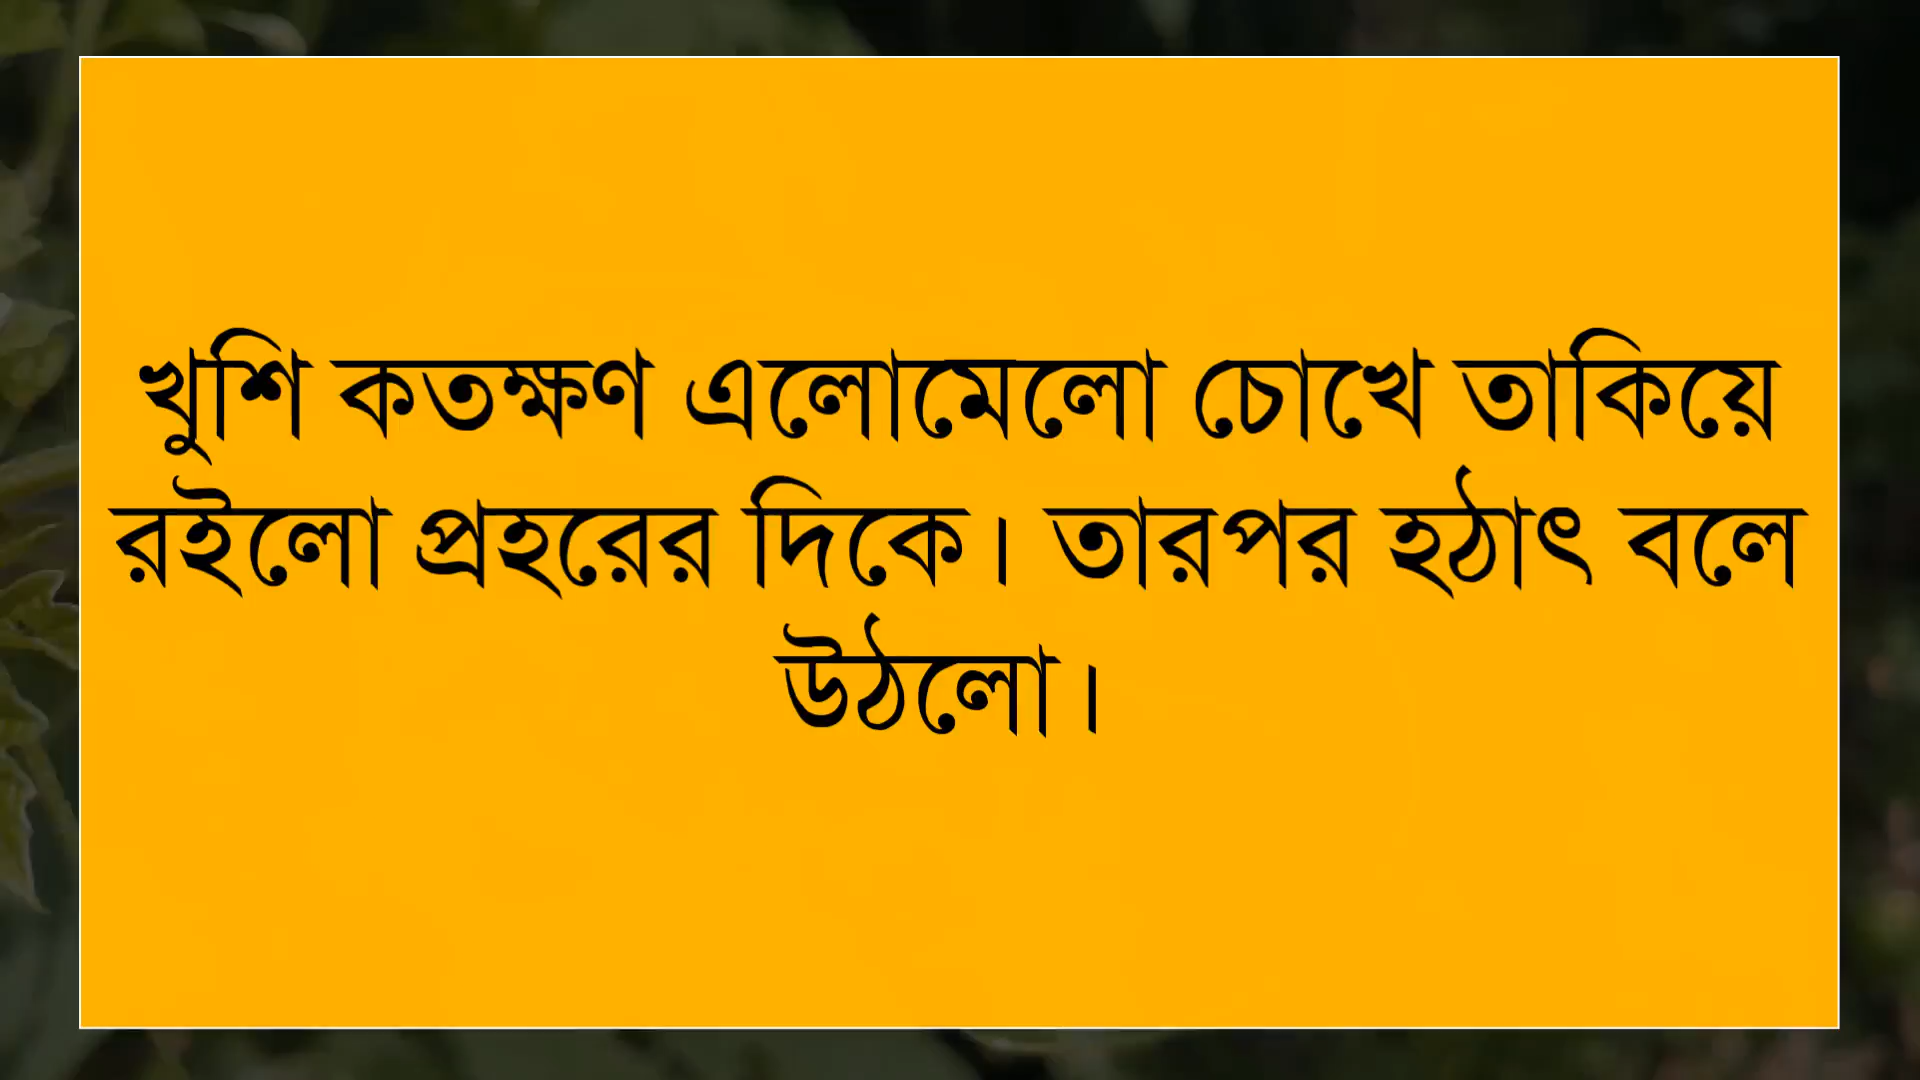 খুশি কতক্ষণ এলোমেলো চোখে তাকিয়ে
রইলো প্রহরের দিকে। তারপর হঠাৎ বলে
উঠলো।